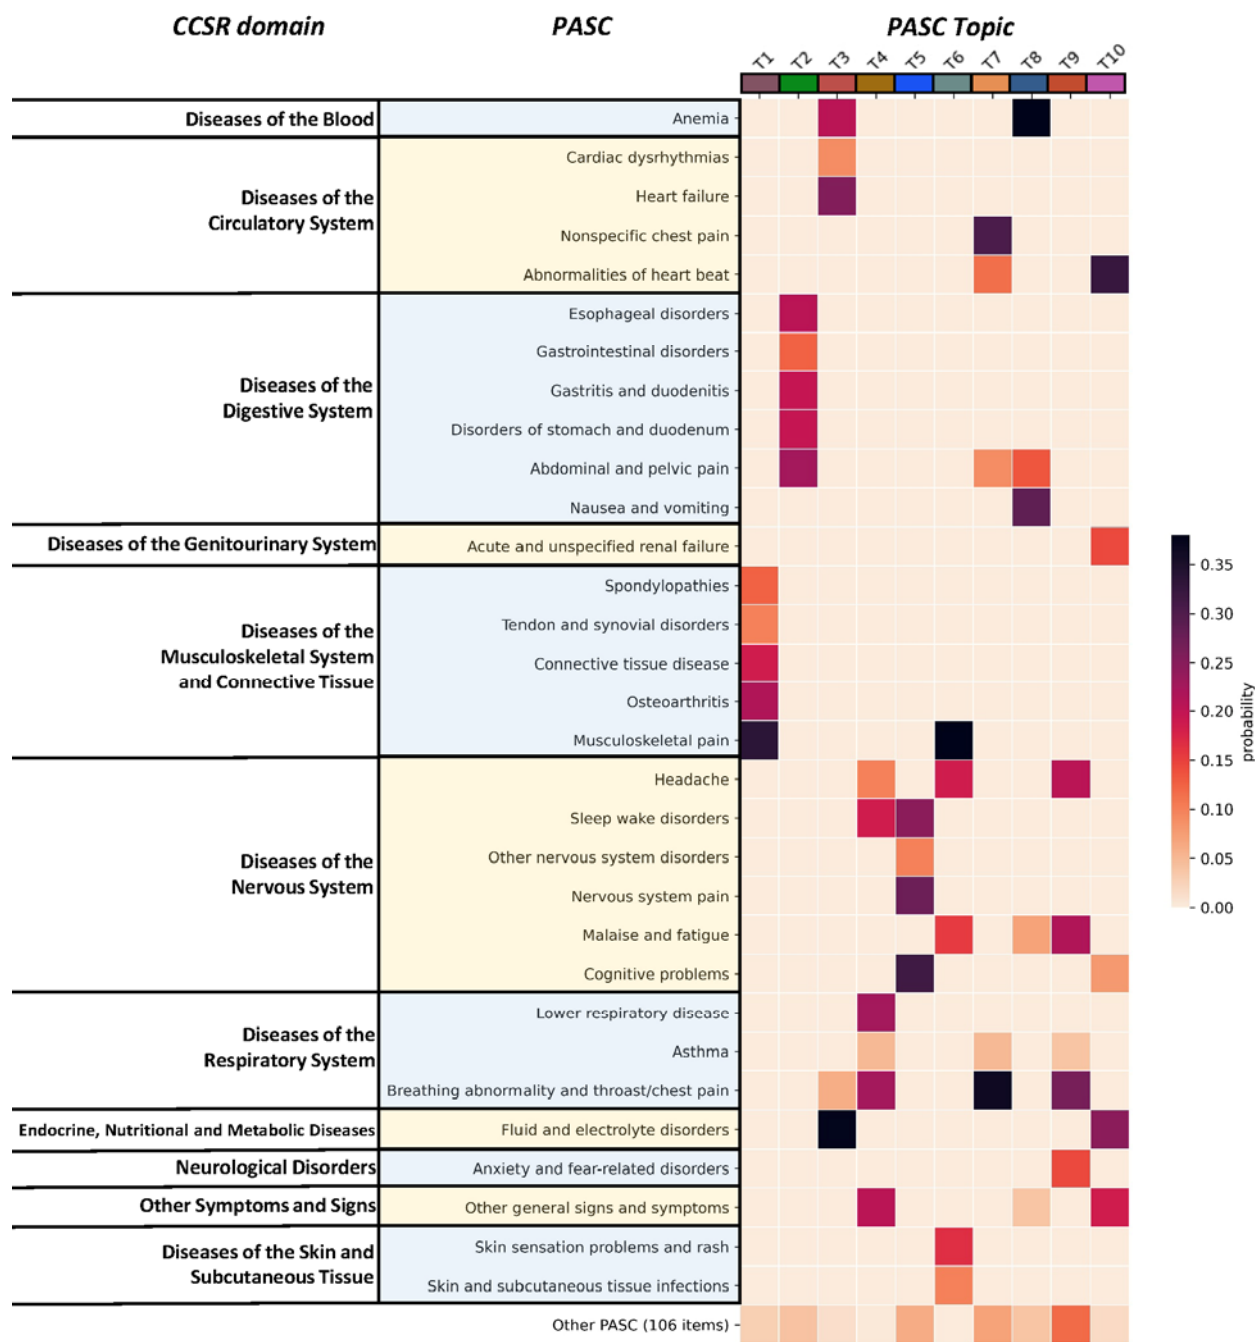 CCSR domain PASC PASC Topic
T1 T2 T3 T4 T5 T6 T7 T8 T9 T10
Diseases of the Blood Anemia
Cardiac dysrhythmias
Diseases of the
Circulatory System
Heart failure
Nonspecific chest pain
Abnormalities of heart beat
Esophageal disorders
Gastrointestinal disorders
Diseases of the
Digestive System
Gastritis and duodenitis
Disorders of stomach and duodenum
Abdominal and pelvic pain
Nausea and vomiting
Diseases of the Genitourinary System Acute and unspecified renal failure
Spondylopathies
Tendon and synovial disorders
Diseases of the
Musculoskeletal System
and Connective Tissue
Connective tissue disease
Osteoarthritis
Musculoskeletal pain
Headache
Sleep wake disorders
Diseases of the
Nervous System
Other nervous system disorders
Nervous system pain
Malaise and fatigue
Cognitive problems
Lower respiratory disease
Diseases of the
Respiratory System
Asthma
Breathing abnormality and throast/chest pain
Endocrine, Nutritional and Metabolic Diseases Fluid and electrolyte disorders
Neurological Disorders Anxiety and fear-related disorders
Other Symptoms and Signs Other general signs and symptoms
Diseases of the Skin and
Subcutaneous Tissue
Skin sensation problems and rash
Skin and subcutaneous tissue infections
Other PASC (106 items)
0.35
0.30
0.25
0.20
0.15
0.10
0.05
0.00
probability